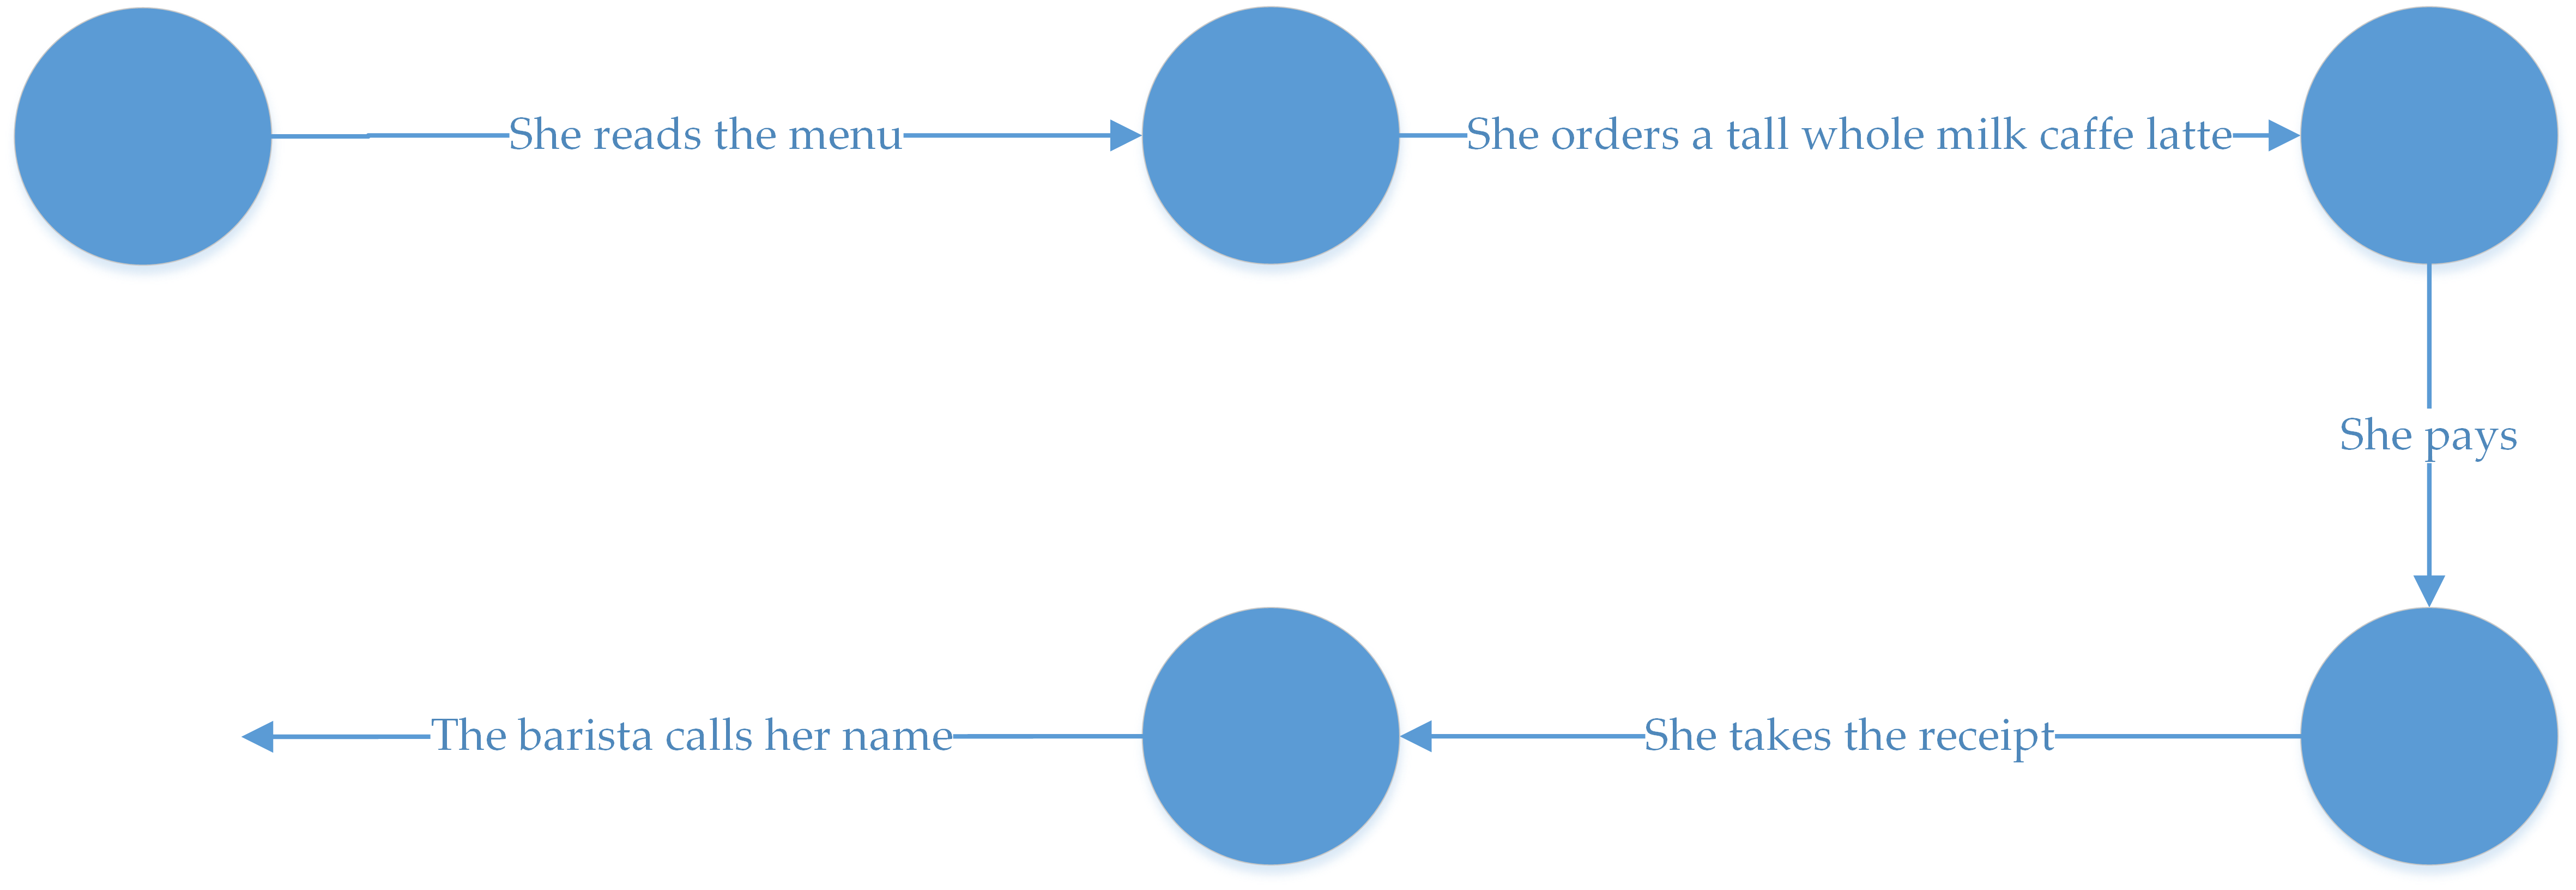 She reads the menu
She orders a tall whole milk caffe latte
She pays
She takes the receipt
The barista calls her name